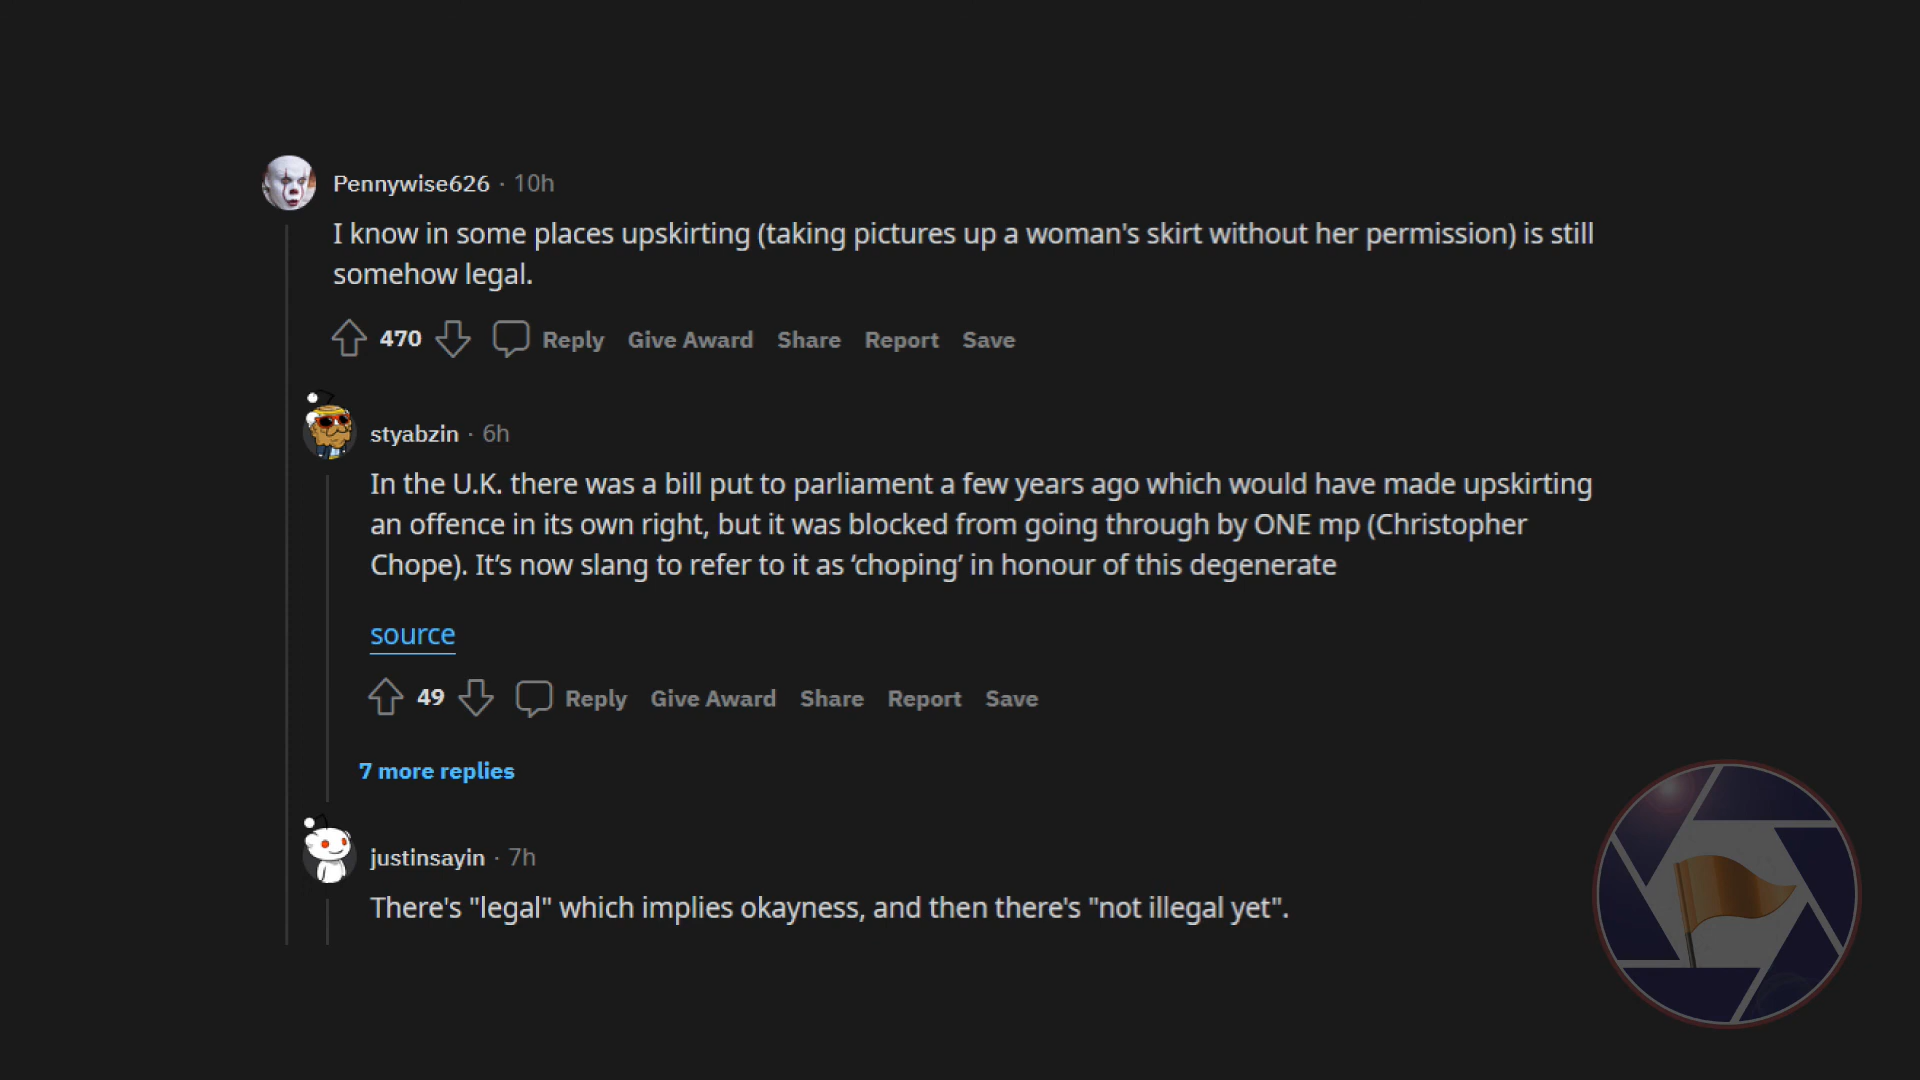 Pennywise626 · 10h
I know in some places upskirting (taking pictures up a woman's skirt without her permission) is still
somehow legal.
470 Reply Give Award Share Report Save
styabzin · 6h
In the U.K. there was a bill put to parliament a few years ago which would have made upskirting
an offence in its own right, but it was blocked from going through by ONE mp (Christopher
Chope). It’s now slang to refer to it as ‘choping’ in honour of this degenerate
source
49 Reply Give Award Share Report Save
7 more replies
justinsayin · 7h
There's "legal" which implies okayness, and then there's "not illegal yet".